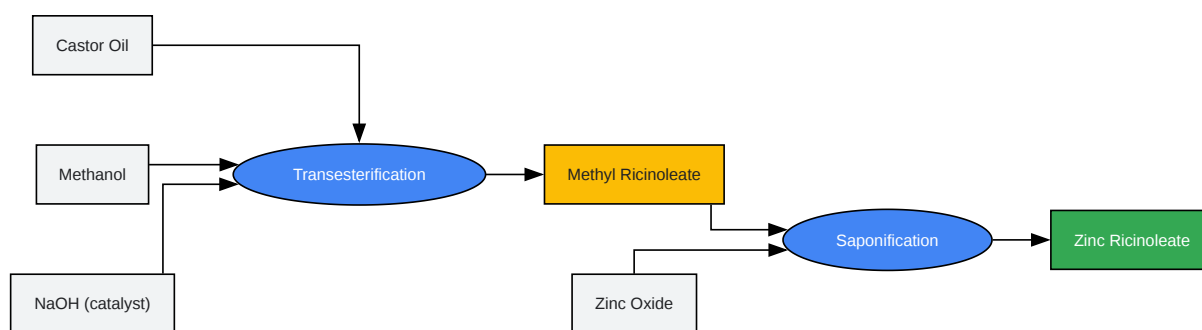 Castor Oil
Methanol
Transesterification
Methyl Ricinoleate
Saponification
Zinc Ricinoleate
NaOH (catalyst)
Zinc Oxide